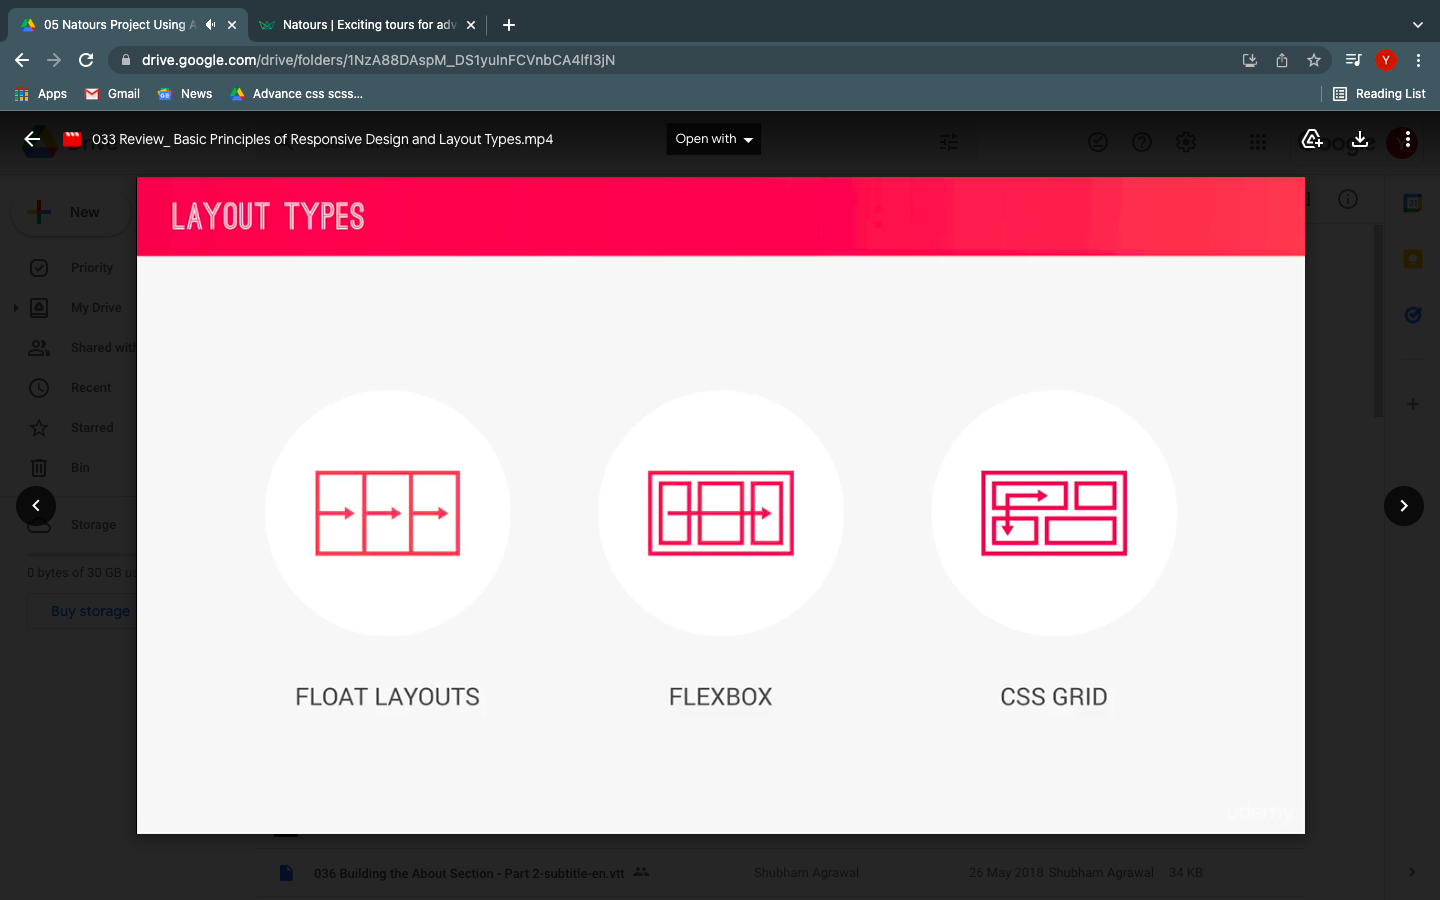 05 Natours Project Using A
Natours | Exciting tours for adv
drive.google.com/drive/folders/1NzA88DAspM_DS1yuInFCVnbCA4lfI3jN
Y
Apps
Gmail
News
Advance css scss...
Reading List
033 Review_ Basic Principles of Responsive Design and Layout Types.mp4
Open with
LAYOUT TYPES
New
Priority
My Drive
Shared with
Recent
Starred
Bin
Storage
0 bytes of 30 GB us
Buy storage
FLOAT LAYOUTS
FLEXBOX
CSS GRID
udemy
036 Building the About Section - Part 2-subtitle-en.vtt
Shubham Agrawal
26 May 2018 Shubham Agrawal
34 KB